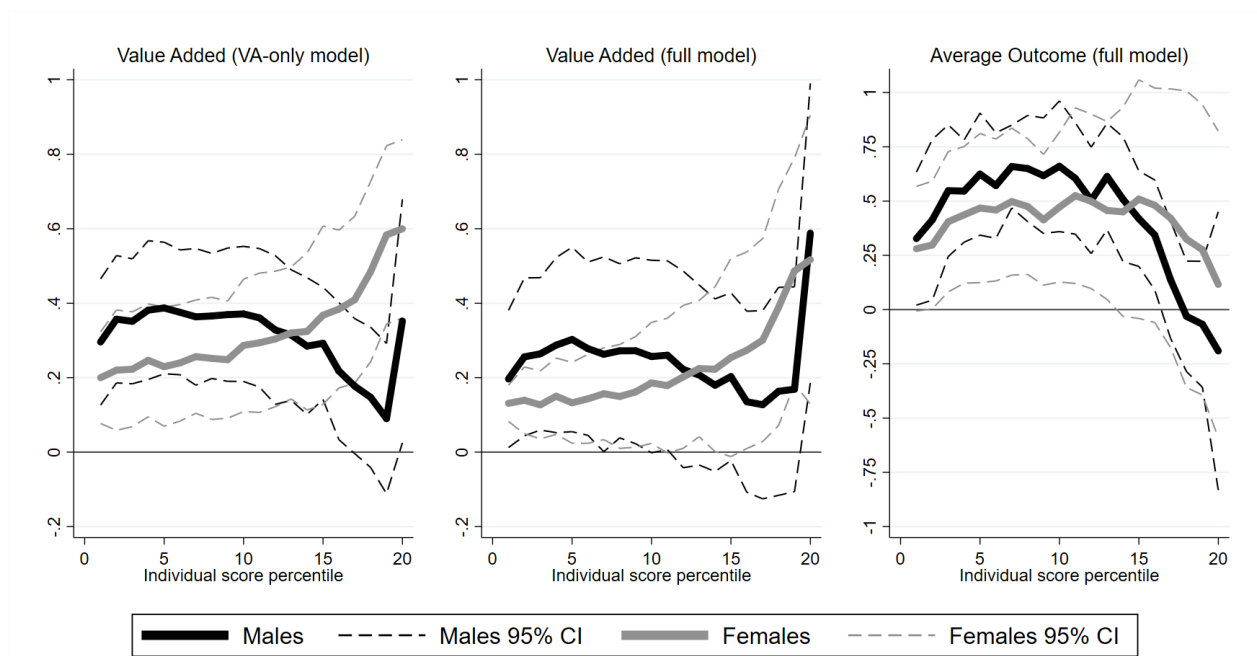 Value Added (VA-only model)
1
.8
.6
.4
.2
0
-.2
0 5 10 15 20
Individual score percentile
Value Added (full model)
1
.8
.6
.4
.2
0
-.2
0 5 10 15 20
Individual score percentile
Average Outcome (full model)
1
.75
.5
.25
0
.25
-.5
-.75
-1
0 5 10 15 20
Individual score percentile
Males Males 95% CI Females Females 95% CI